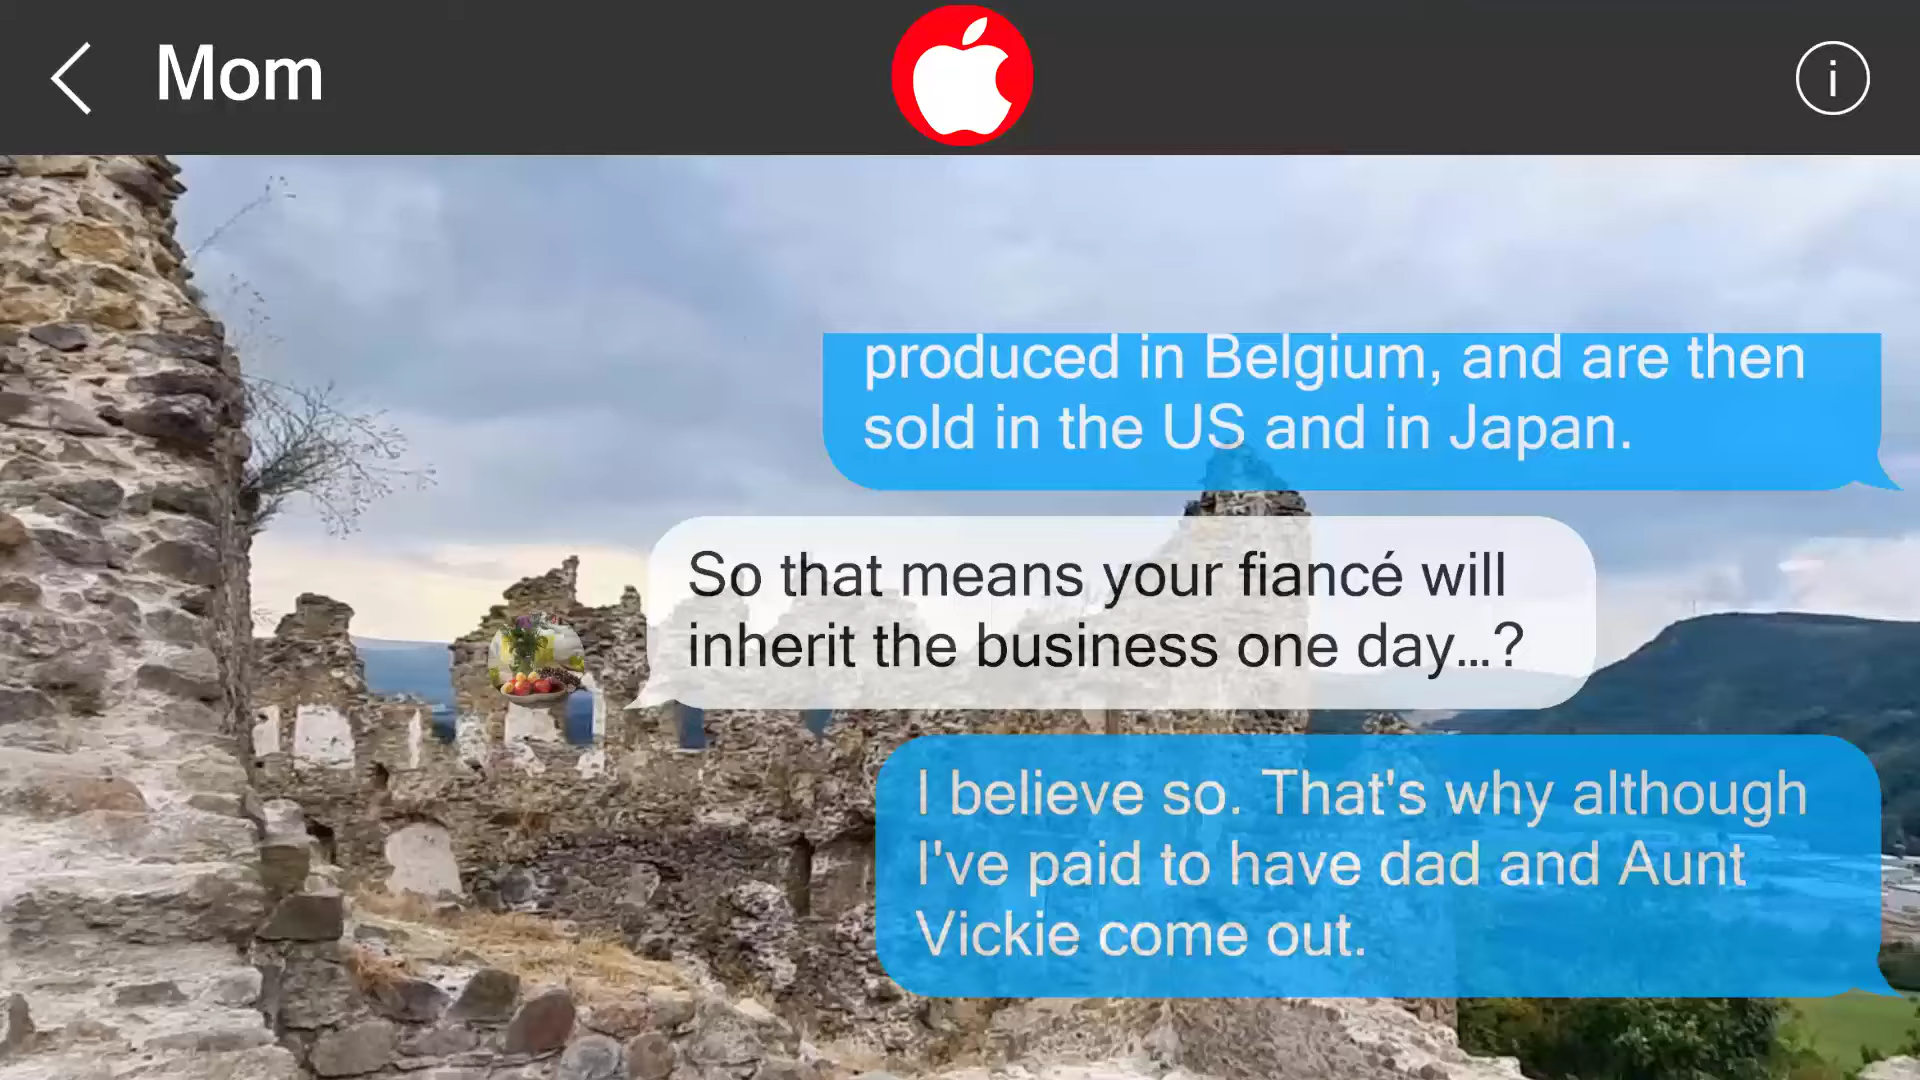 Mom
i
produced in Belgium, and are then
sold in the US and in Japan.
So that means your fiancé will
inherit the business one day...?
I believe so. That's why although
I've paid to have dad and Aunt
Vickie come out.